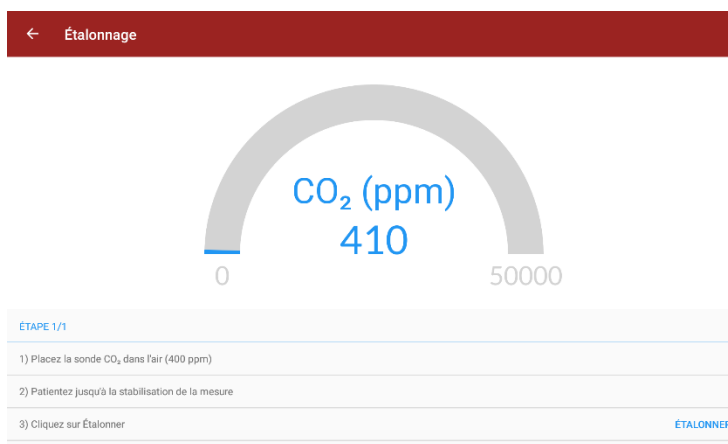 Étalonnage
CO₂ (ppm)
410
0 50000
ÉTAPE 1/1
1) Placez la sonde CO₂ dans l'air (400 ppm)
2) Patientez jusqu'à la stabilisation de la mesure
3) Cliquez sur Étalonner ÉTALONNER